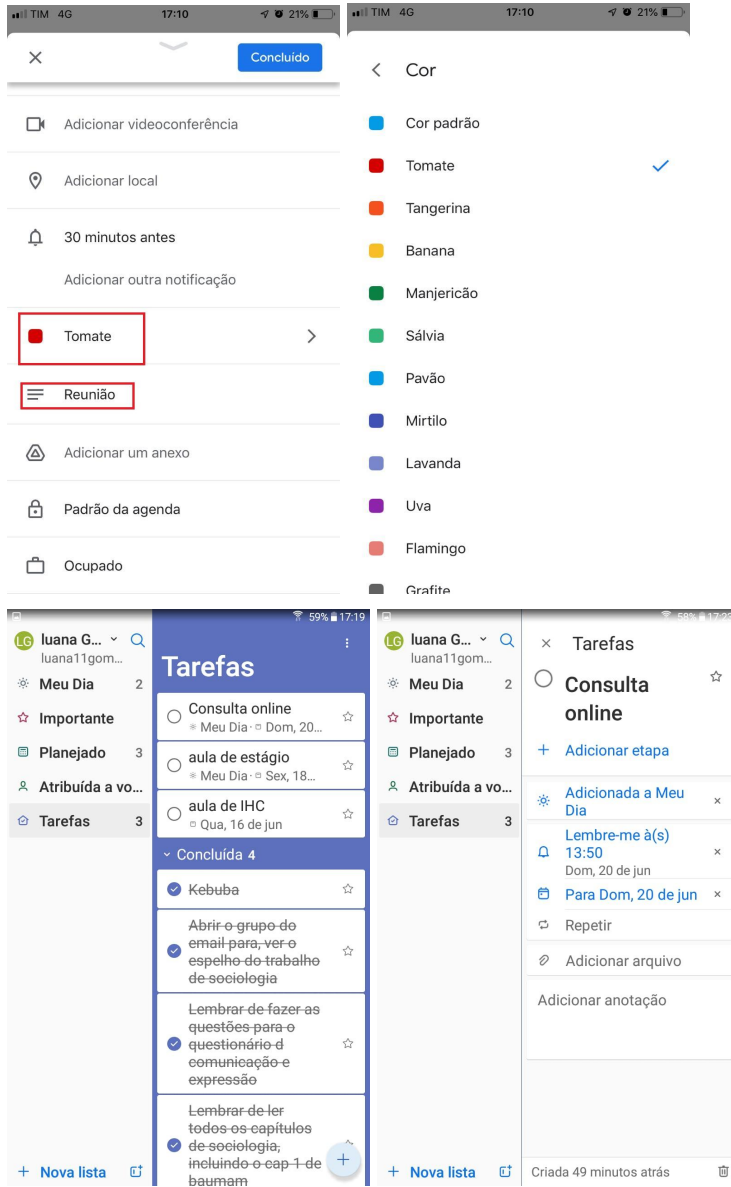 TIM 4G 17:10 21%
Concluído
Adicionar videoconferência
Adicionar local
30 minutos antes
Adicionar outra notificação
Tomate
Reunião
Adicionar um anexo
Padrão da agenda
Ocupado
TIM 4G 17:10 21%
Cor
Cor padrão
Tomate
Tangerina
Banana
Manjericão
Sálvia
Pavão
Mirtilo
Lavanda
Uva
Flamingo
Grafite
59% 17:19
LG luana G...
luana11gom...
Meu Dia 2
Importante
Planejado 3
Atribuída a vo...
Tarefas 3
Nova lista
Tarefas
Consulta online
Meu Dia · Dom, 20...
aula de estágio
Meu Dia · Sex, 18...
aula de IHC
Qua, 16 de jun
Concluída 4
Kebuba
Abrir o grupo do
email para, ver o
espelho do trabalho
de sociologia
Lembrar de fazer as
questões para o
questionário d
comunicação e
expressão
Lembrar de ler
todos os capítulos
de sociologia,
incluindo o cap 1 de
baumam
58% 17:23
LG luana G...
luana11gom...
Meu Dia 2
Importante
Planejado 3
Atribuída a vo...
Tarefas 3
Nova lista
Tarefas
Consulta
online
Adicionar etapa
Adicionada a Meu
Dia
Lembre-me à(s)
13:50
Dom, 20 de jun
Para Dom, 20 de jun
Repetir
Adicionar arquivo
Adicionar anotação
Criada 49 minutos atrás